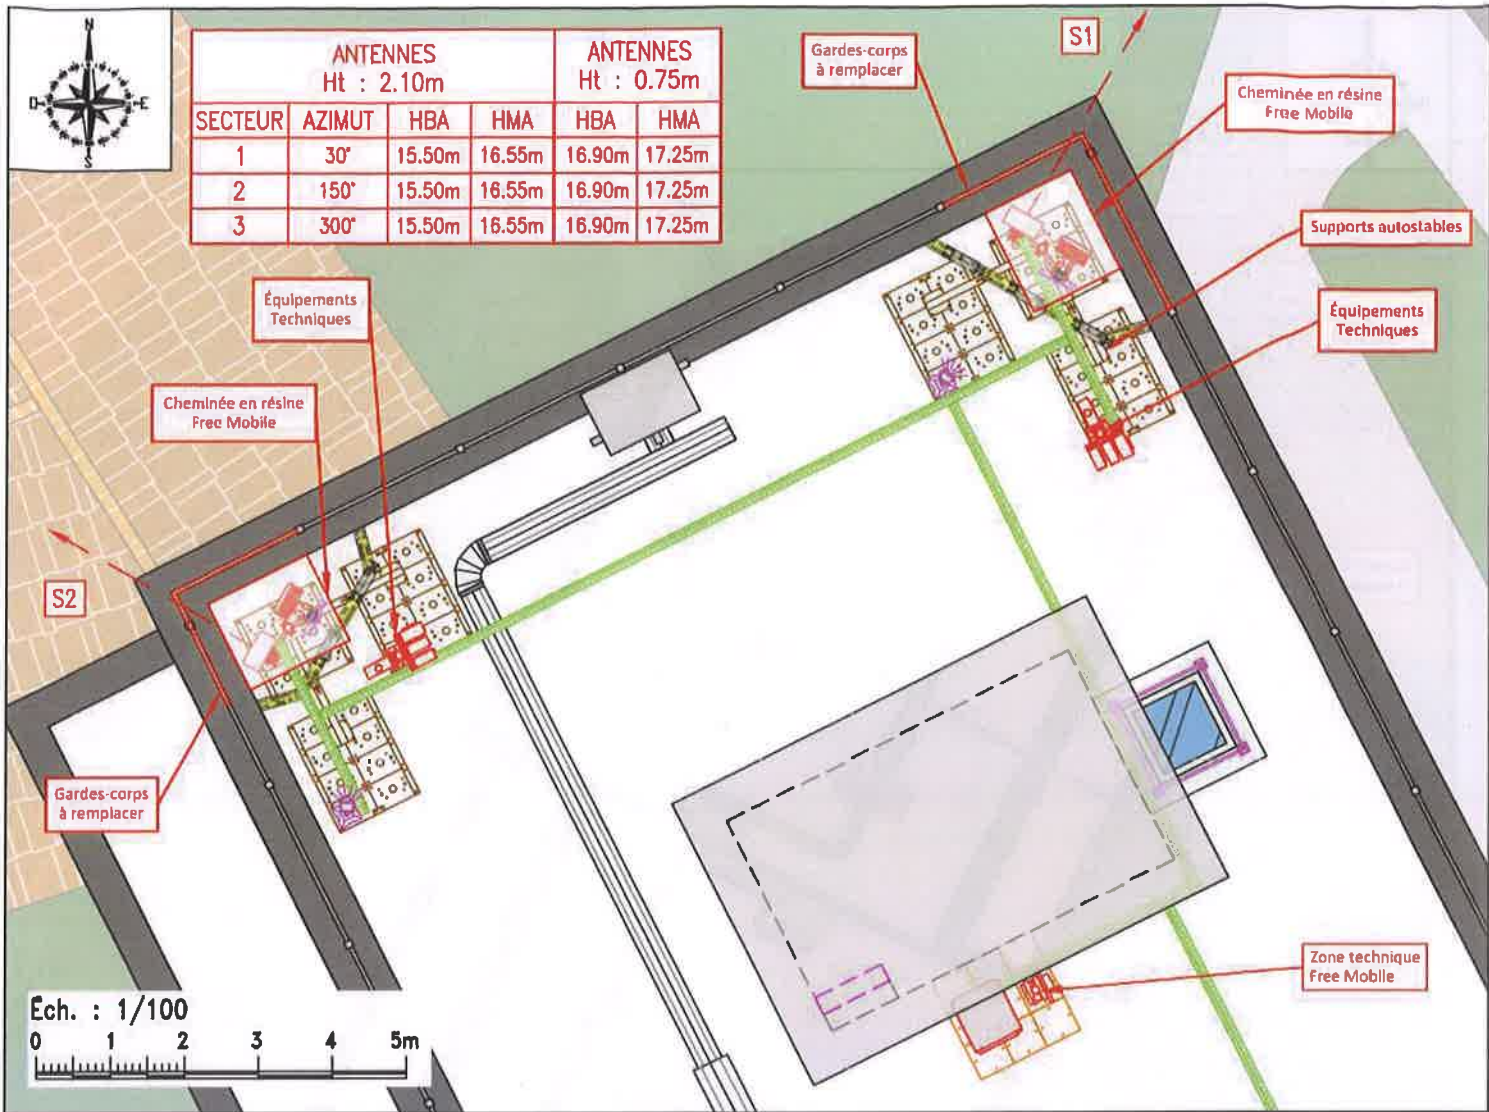 N
O
E
S
ANTENNES
Ht : 2.10m
ANTENNES
Ht : 0.75m
SECTEUR AZIMUT HBA HMA HBA HMA
1 30° 15.50m 16.55m 16.90m 17.25m
2 150° 15.50m 16.55m 16.90m 17.25m
3 300° 15.50m 16.55m 16.90m 17.25m
Gardes-corps
à remplacer
S1
Cheminée en résine
Free Mobile
Supports autostables
Équipements
Techniques
Équipements
Techniques
Cheminée en résine
Free Mobile
S2
Gardes-corps
à remplacer
Zone technique
Free Mobile
Ech. : 1/100
0 1 2 3 4 5m